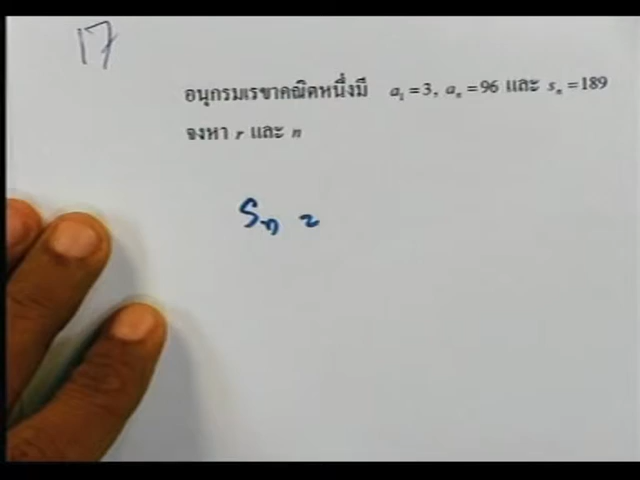 17
อนุกรมเรขาคณิตหนึ่งมี a₁ = 3, aₙ = 96 และ sₙ = 189
จงหา r และ n
Sₙ =